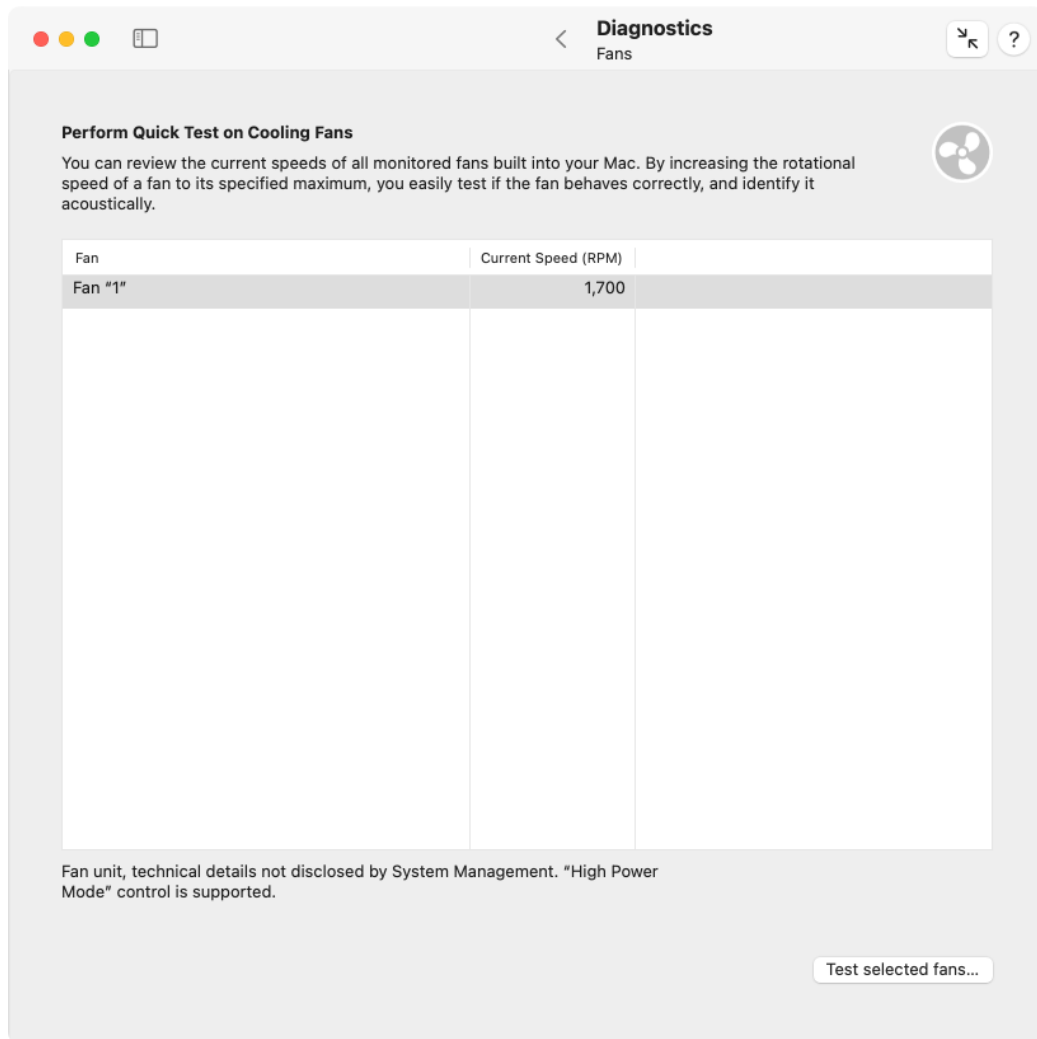 Diagnostics
Fans
?
Perform Quick Test on Cooling Fans
You can review the current speeds of all monitored fans built into your Mac. By increasing the rotational
speed of a fan to its specified maximum, you easily test if the fan behaves correctly, and identify it
acoustically.
Fan Current Speed (RPM)
Fan “1” 1,700
Fan unit, technical details not disclosed by System Management. “High Power
Mode” control is supported.
Test selected fans...